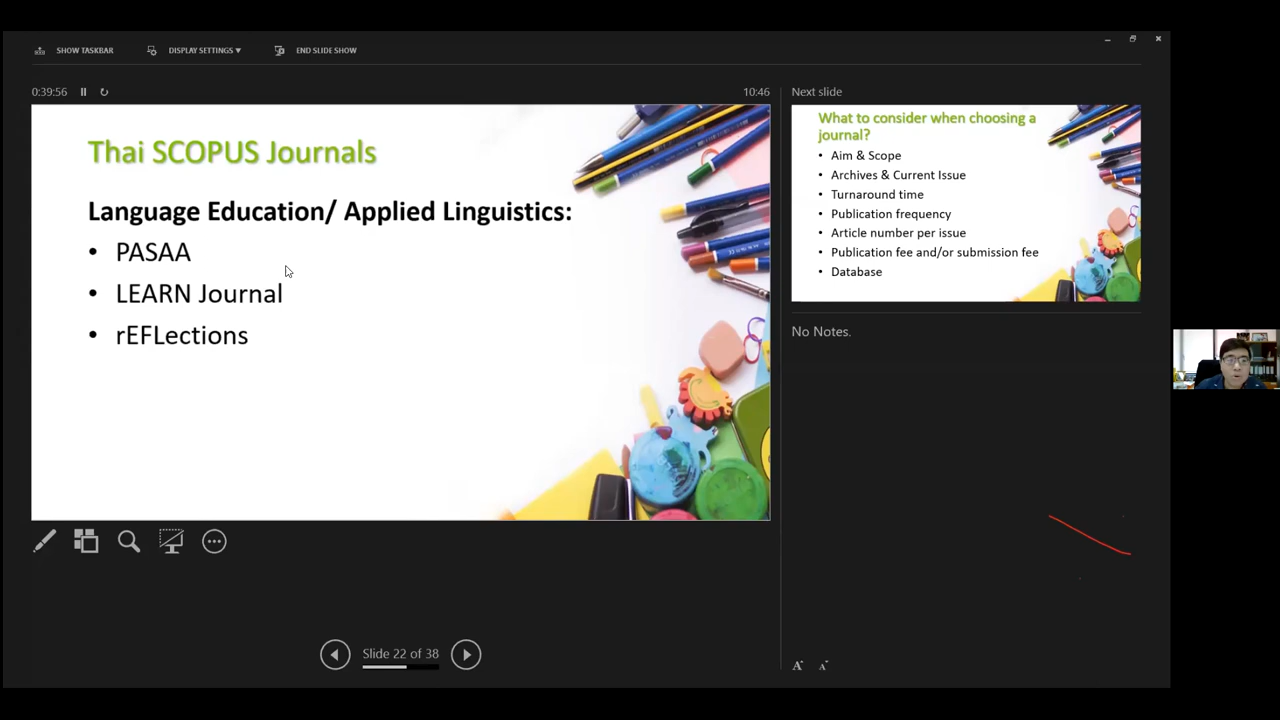 SHOW TASKBAR
DISPLAY SETTINGS ▼
END SLIDE SHOW
0:39:56
10:46
Thai SCOPUS Journals
Language Education/ Applied Linguistics:
• PASAA
• LEARN Journal
• rEFLections
Slide 22 of 38
Next slide
What to consider when choosing a
journal?
• Aim & Scope
• Archives & Current Issue
• Turnaround time
• Publication frequency
• Article number per issue
• Publication fee and/or submission fee
• Database
No Notes.
A A